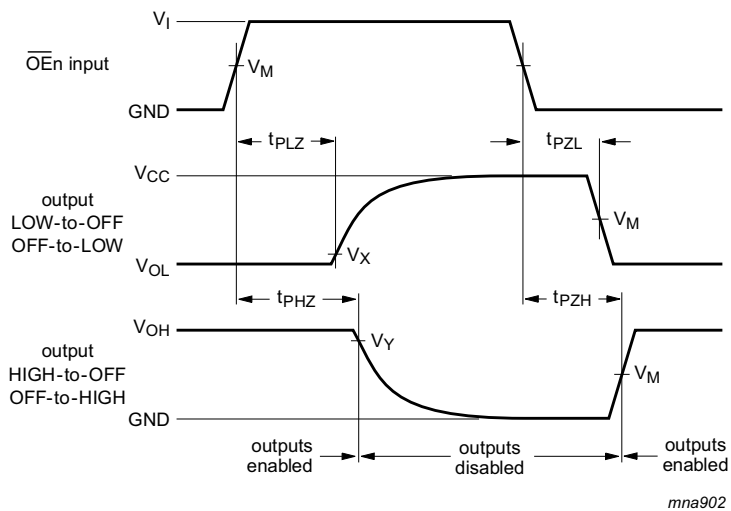 V_I
OEn input
V_M
GND
t_PLZ
t_PZL
V_CC
output
LOW-to-OFF
OFF-to-LOW
V_M
V_X
V_OL
t_PHZ
t_PZH
V_OH
V_Y
output
HIGH-to-OFF
OFF-to-HIGH
V_M
GND
outputs
enabled
outputs
disabled
outputs
enabled
mna902